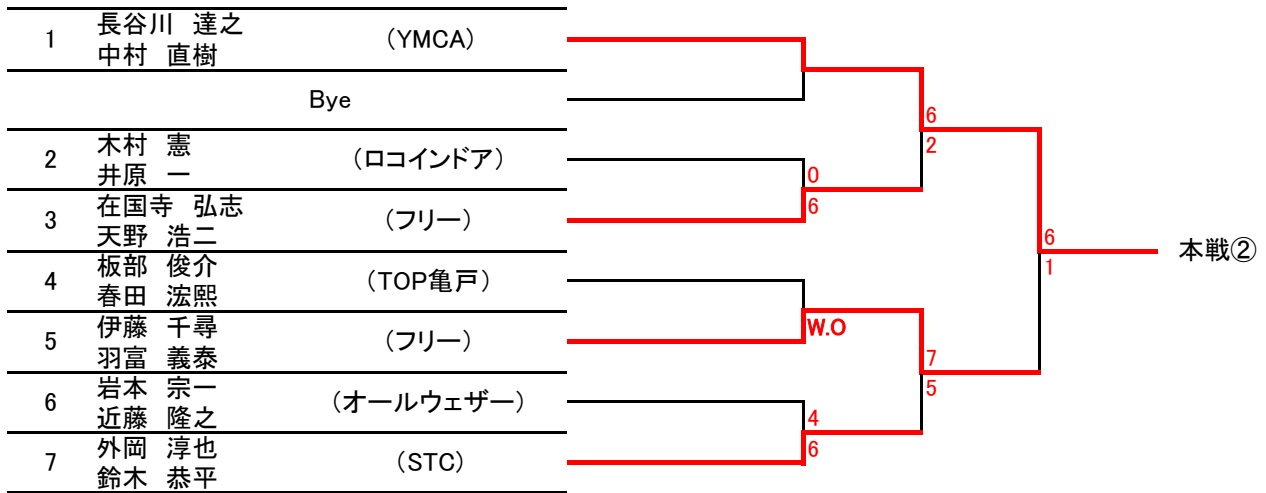 1 長谷川 達之 (YMCA)
中村 直樹
Bye
6
2
2 木村 憲 (ロコインドア)
井原 一
0
6
3 在国寺 弘志 (フリー)
天野 浩二
6
1
本戦②
4 板部 俊介 (TOP亀戸)
春田 浤熙
W.O
5 伊藤 千尋 (フリー)
羽富 義泰
7
5
6 岩本 宗一 (オールウェザー)
近藤 隆之
4
6
7 外岡 淳也 (STC)
鈴木 恭平